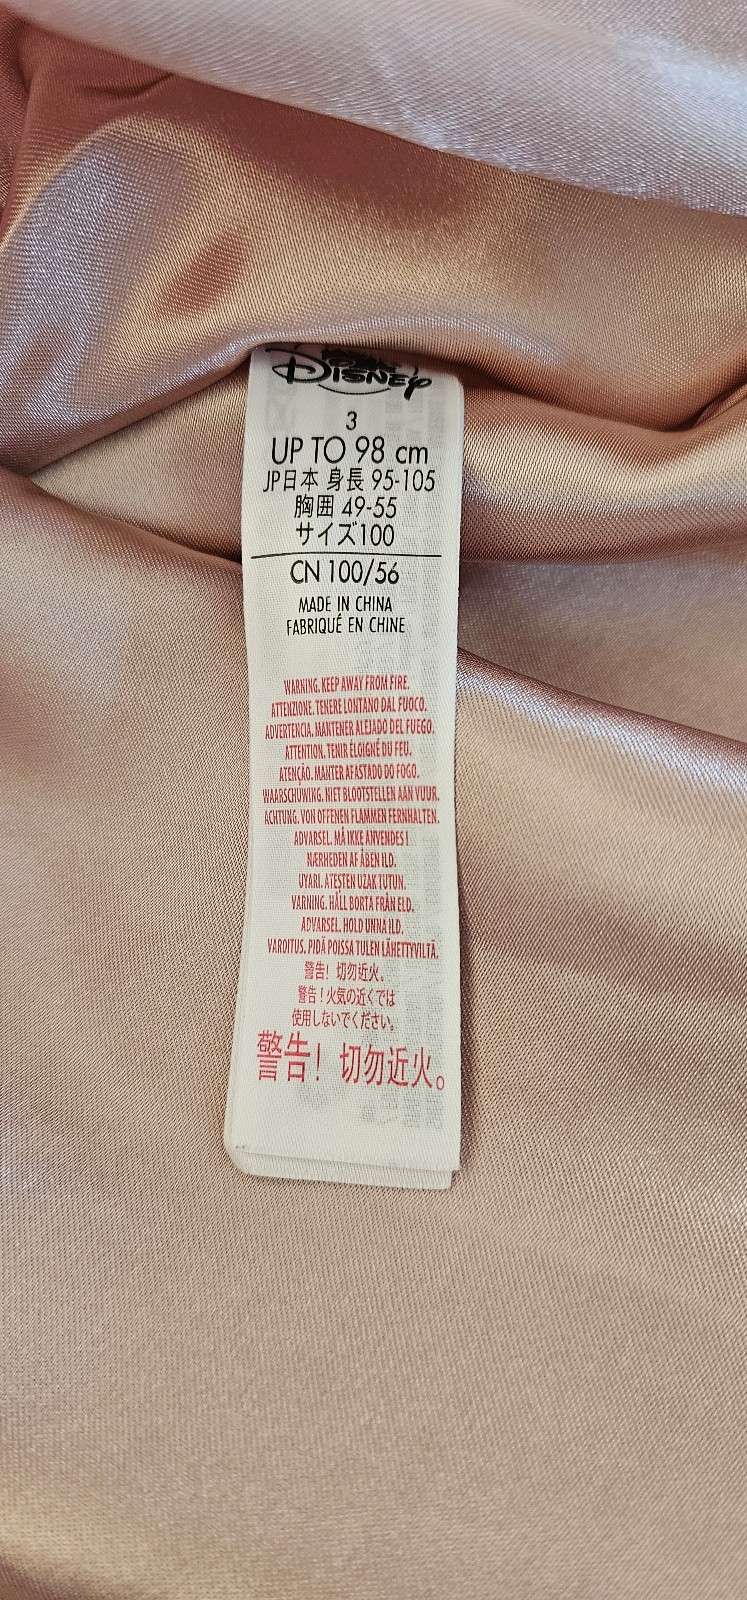 Disney
3
UP TO 98 cm
JP日本 身長 95-105
胸囲 49-55
サイズ100
CN 100/56
MADE IN CHINA
FABRIQUÉ EN CHINE
WARNING. KEEP AWAY FROM FIRE.
ATTENZIONE. TENERE LONTANO DAL FUOCO.
ADVERTENCIA. MANTENER ALEJADO DEL FUEGO.
ATTENTION. TENIR ÉLOIGNÉ DU FEU.
ATENÇÃO. MANTER AFASTADO DO FOGO.
WAARSCHUWING. NIET BLOOTSTELLEN AAN VUUR.
ACHTUNG. VON OFFENEN FLAMMEN FERNHALTEN.
ADVARSEL. MÅ IKKE ANVENDES I
NÆRHEDEN AF ÅBEN ILD.
UYARI. ATEŞTEN UZAK TUTUN.
VARNING. HÅLL BORTA FRÅN ELD.
ADVARSEL. HOLD UNNA ILD.
VAROITUS. PIDÄ POISSA TULEN LÄHETTYVILTÄ.
警告！切勿近火。
警告！火気の近くでは
使用しないでください。
警告！切勿近火。